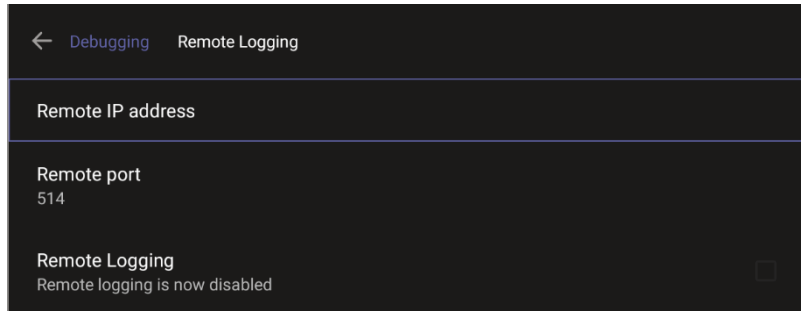 Debugging Remote Logging
Remote IP address
Remote port
514
Remote Logging
Remote logging is now disabled